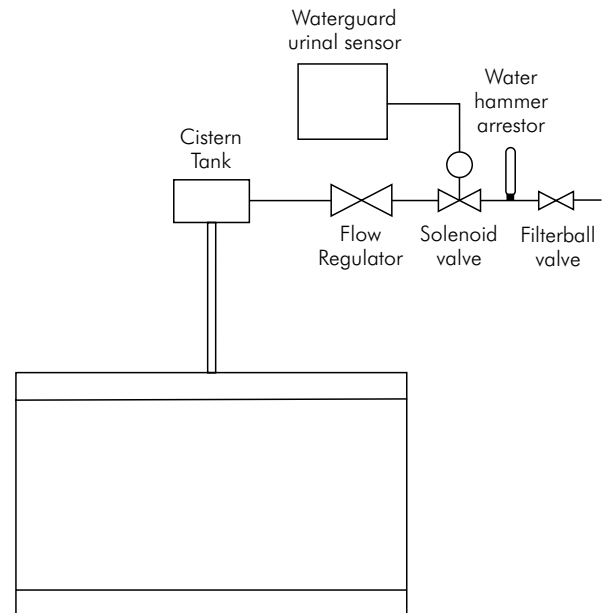 Waterguard
urinal sensor
Water
hammer
arrestor
Cistern
Tank
Flow
Regulator
Solenoid
valve
Filterball
valve